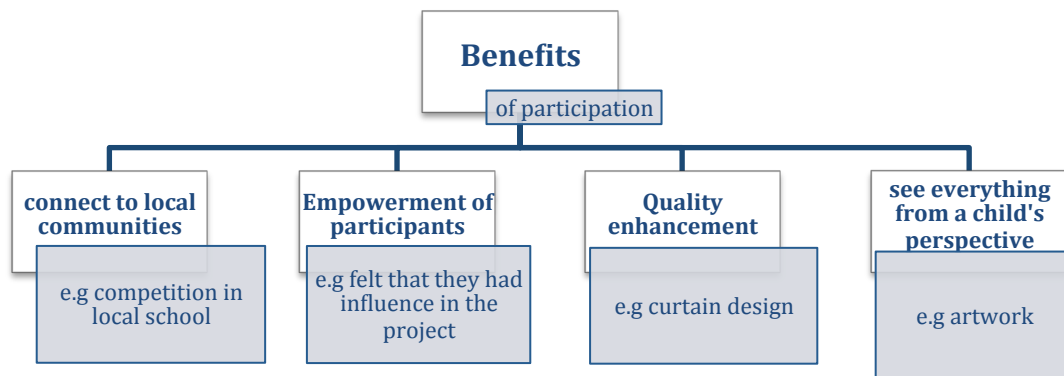 Benefits
of participation
connect to local
communities
e.g competition in
local school
Empowerment of
participants
e.g felt that they had
influence in the
project
Quality
enhancement
e.g curtain design
see everything
from a child's
perspective
e.g artwork